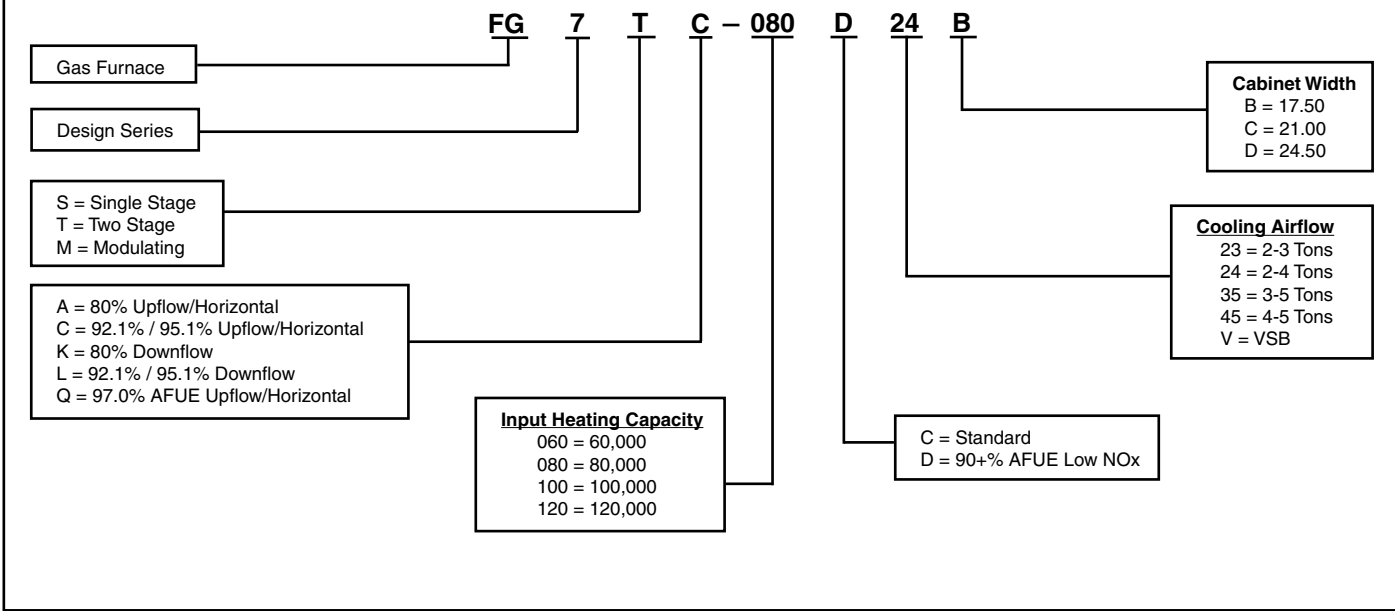 FG 7 T C – 080 D 24 B
Gas Furnace
Design Series
S = Single Stage
T = Two Stage
M = Modulating
A = 80% Upflow/Horizontal
C = 92.1% / 95.1% Upflow/Horizontal
K = 80% Downflow
L = 92.1% / 95.1% Downflow
Q = 97.0% AFUE Upflow/Horizontal
Input Heating Capacity
060 = 60,000
080 = 80,000
100 = 100,000
120 = 120,000
C = Standard
D = 90+% AFUE Low NOx
Cooling Airflow
23 = 2-3 Tons
24 = 2-4 Tons
35 = 3-5 Tons
45 = 4-5 Tons
V = VSB
Cabinet Width
B = 17.50
C = 21.00
D = 24.50